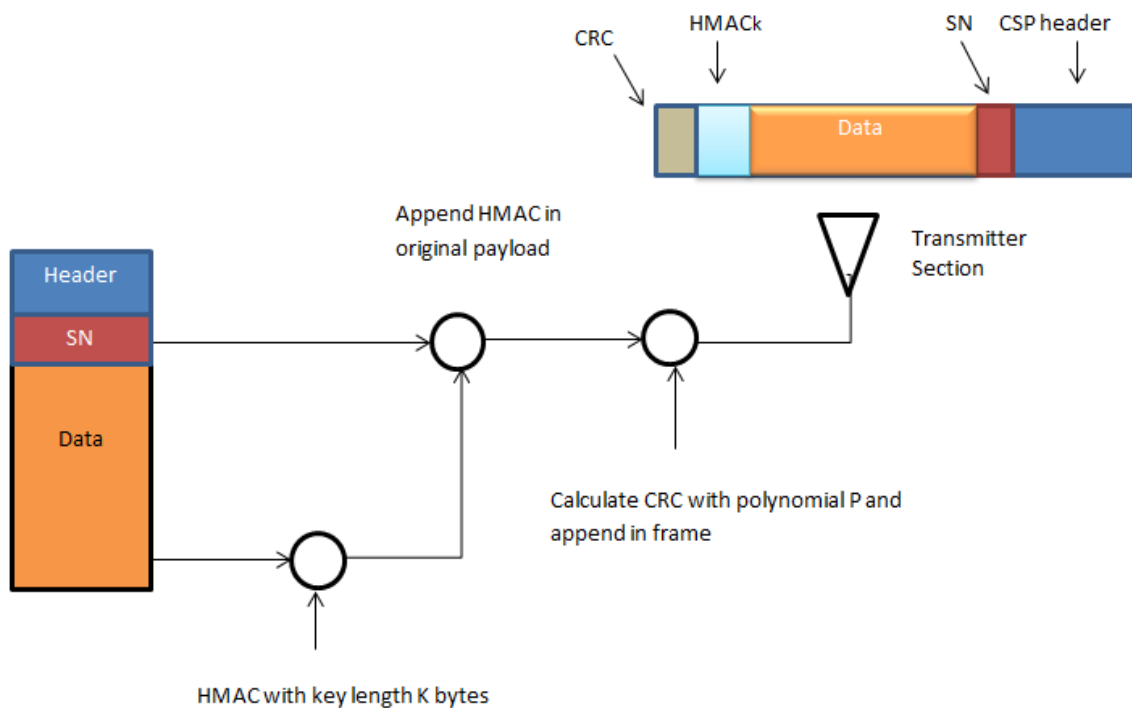 HMACk
SN
CSP header
CRC
Data
Append HMAC in
original payload
Transmitter
Section
Header
SN
Data
Calculate CRC with polynomial P and
append in frame
HMAC with key length K bytes